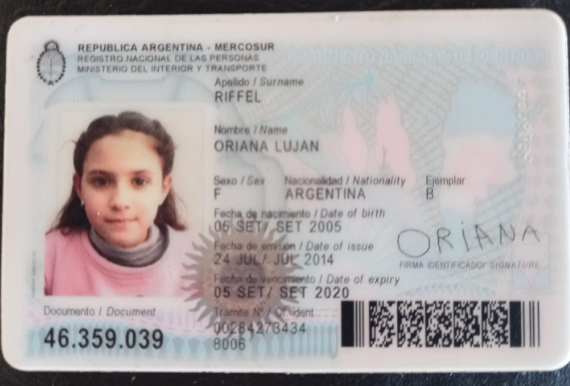 REPUBLICA ARGENTINA - MERCOSUR
REGISTRO NACIONAL DE LAS PERSONAS
MINISTERIO DEL INTERIOR Y TRANSPORTE
Apellido / Surname
RIFFEL
Nombre / Name
ORIANA LUJAN
Sexo / Sex Nacionalidad / Nationality Ejemplar
F ARGENTINA B
Fecha de nacimiento / Date of birth
05 SET/ SET 2005
Fecha de emisión / Date of issue
24 JUL/ JUL 2014
ORIANA
FIRMA IDENTIFICADO/ SIGNATURE
Fecha de vencimiento / Date of expiry
05 SET/ SET 2020
Documento / Document
46.359.039
Trámite N° / Of. ident
00284273434
8006